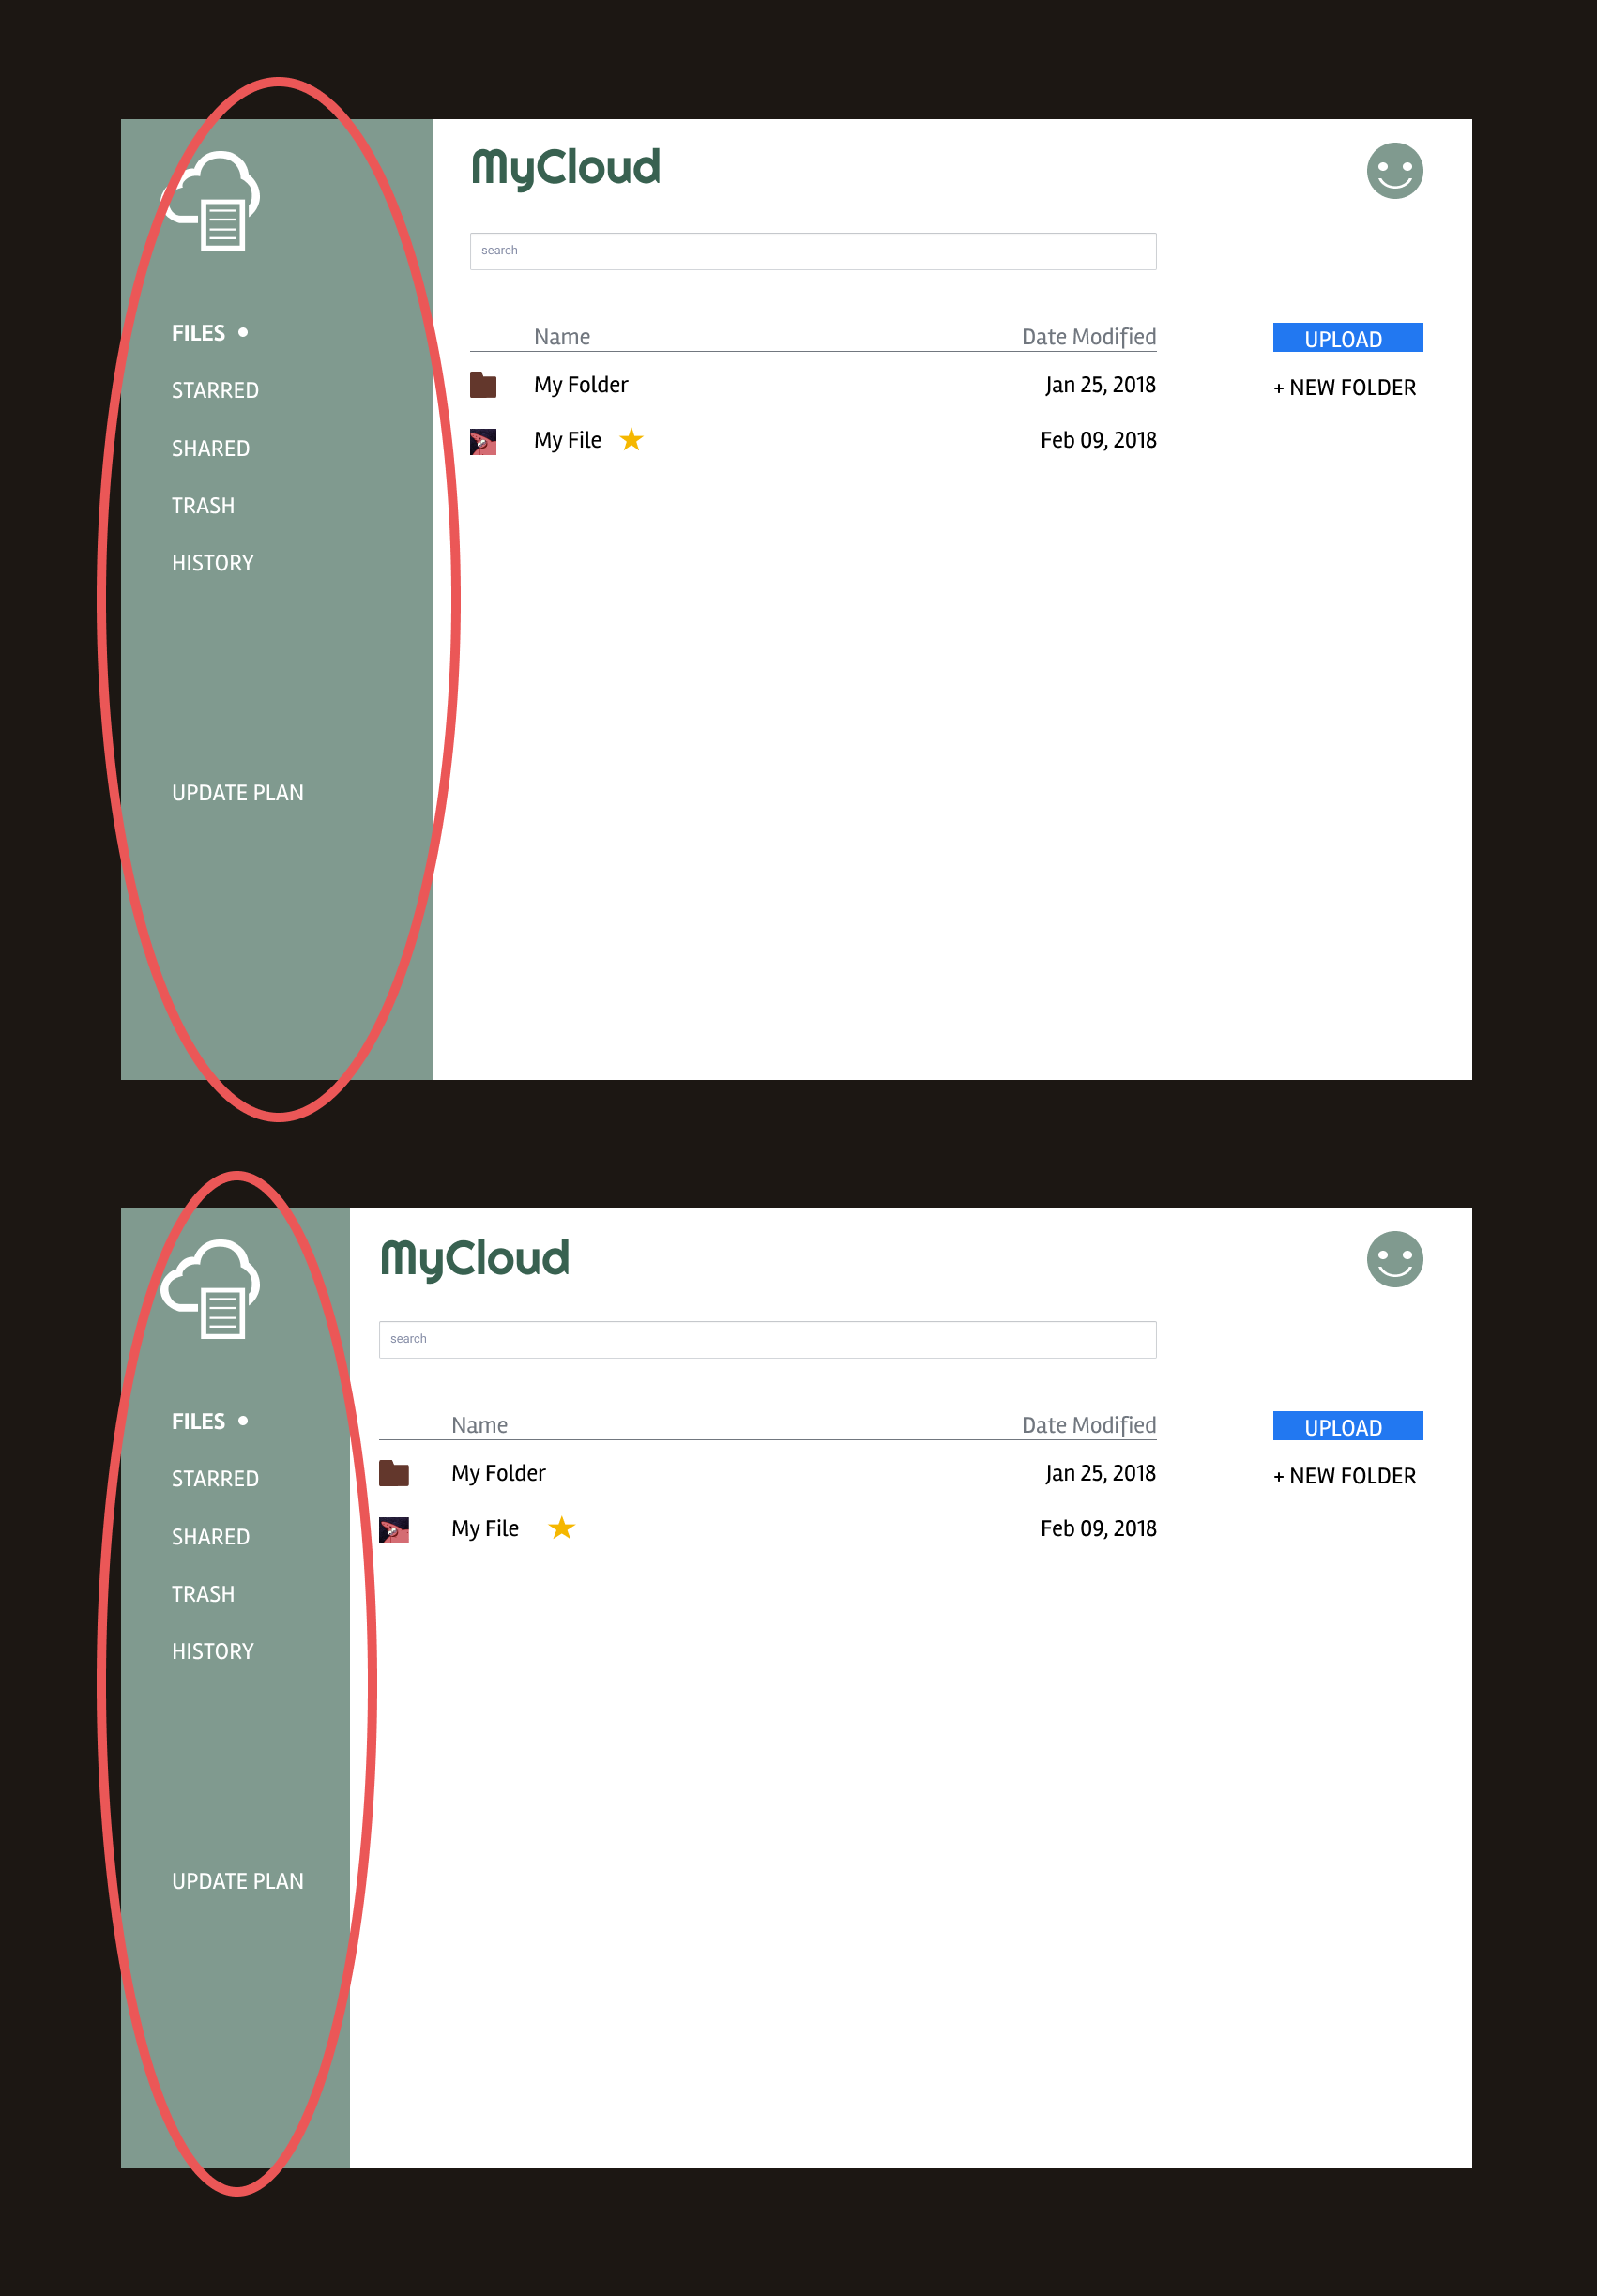 MyCloud
search
FILES
STARRED
SHARED
TRASH
HISTORY
UPDATE PLAN
Name Date Modified
My Folder Jan 25, 2018
My File Feb 09, 2018
UPLOAD
+ NEW FOLDER
MyCloud
search
FILES
STARRED
SHARED
TRASH
HISTORY
UPDATE PLAN
Name Date Modified
My Folder Jan 25, 2018
My File Feb 09, 2018
UPLOAD
+ NEW FOLDER